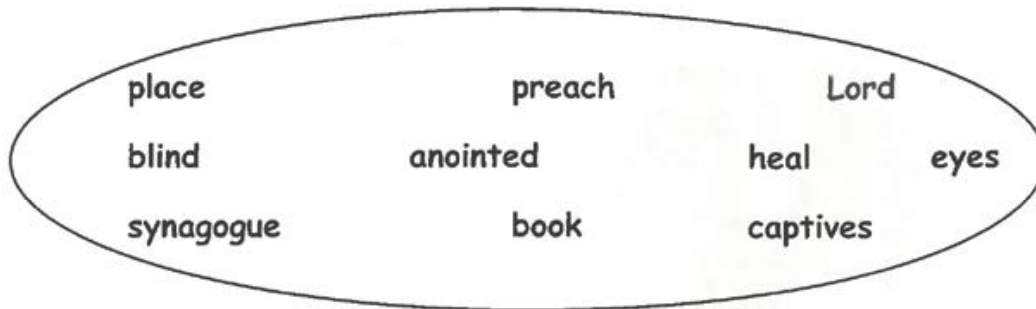 place preach Lord
blind anointed heal eyes
synagogue book captives